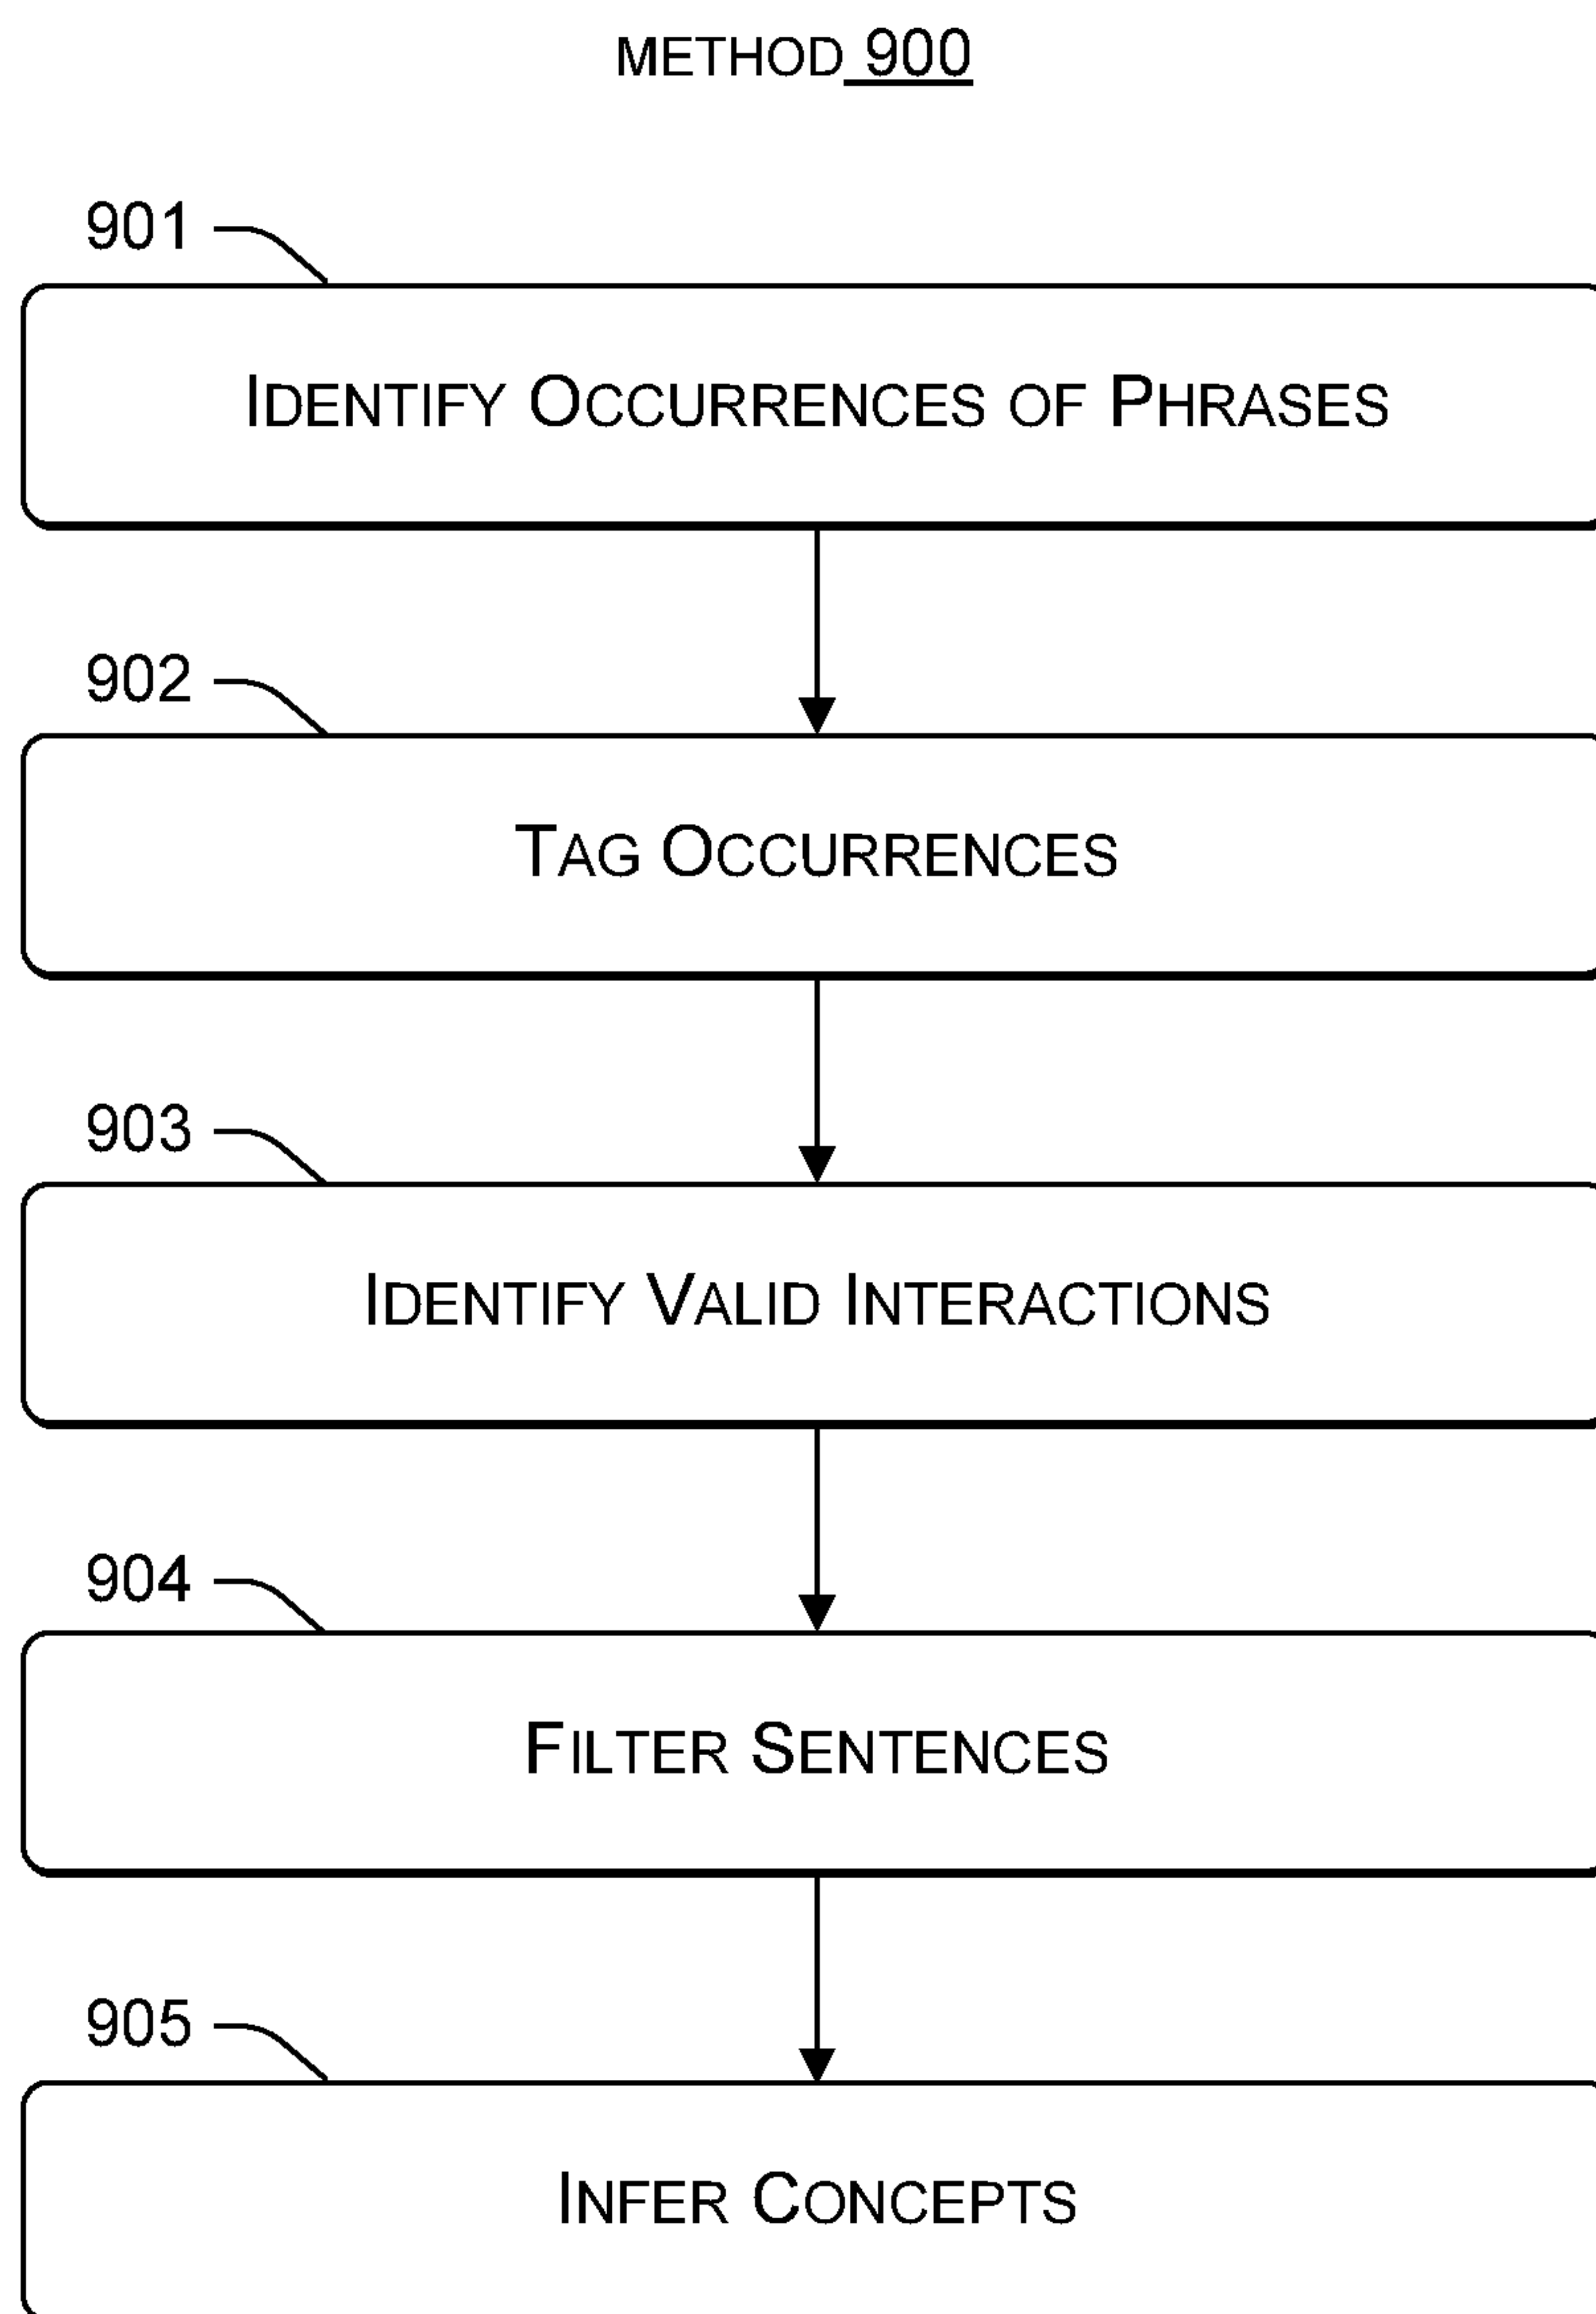 METHOD 900
901
IDENTIFY OCCURRENCES OF PHRASES
902
TAG OCCURRENCES
903
IDENTIFY VALID INTERACTIONS
904
FILTER SENTENCES
905
INFER CONCEPTS